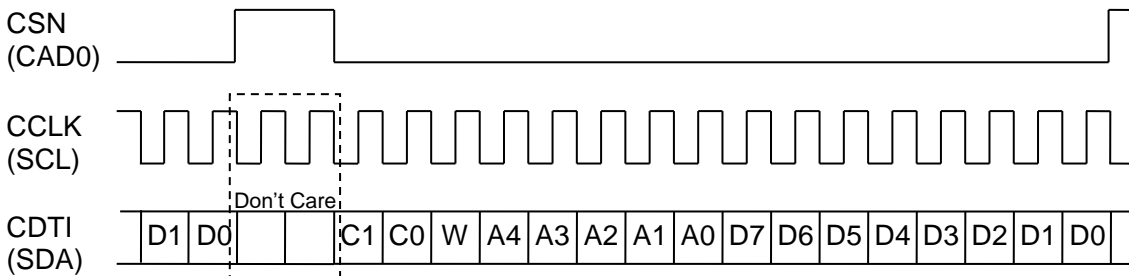 CSN
(CAD0)
CCLK
(SCL)
Don't Care
CDTI
(SDA)
D1 D0 C1 C0 W A4 A3 A2 A1 A0 D7 D6 D5 D4 D3 D2 D1 D0